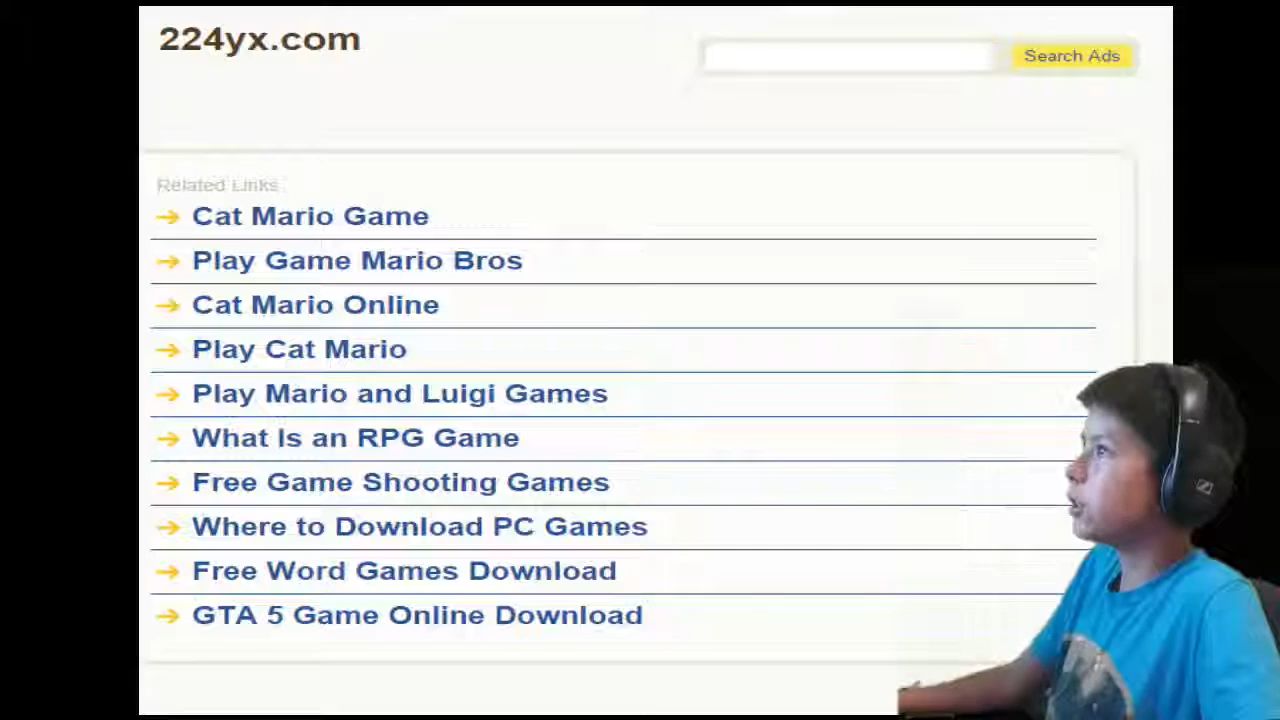 224yx.com
Search Ads
Related Links
Cat Mario Game
Play Game Mario Bros
Cat Mario Online
Play Cat Mario
Play Mario and Luigi Games
What Is an RPG Game
Free Game Shooting Games
Where to Download PC Games
Free Word Games Download
GTA 5 Game Online Download